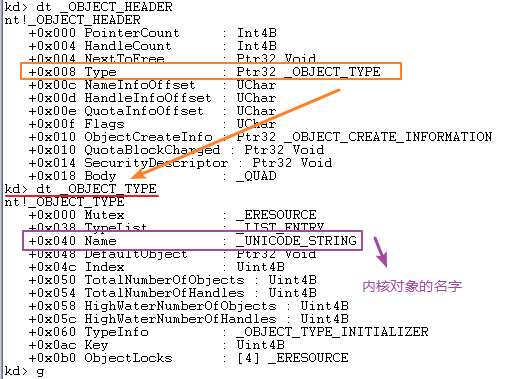 kd> dt _OBJECT_HEADER
nt!_OBJECT_HEADER
+0x000 PointerCount : Int4B
+0x004 HandleCount : Int4B
+0x004 NextToFree : Ptr32 Void
+0x008 Type : Ptr32 _OBJECT_TYPE
+0x00c NameInfoOffset : UChar
+0x00d HandleInfoOffset : UChar
+0x00e QuotaInfoOffset : UChar
+0x00f Flags : UChar
+0x010 ObjectCreateInfo : Ptr32 _OBJECT_CREATE_INFORMATION
+0x010 QuotaBlockCharged : Ptr32 Void
+0x014 SecurityDescriptor : Ptr32 Void
+0x018 Body : _QUAD
kd> dt _OBJECT_TYPE
nt!_OBJECT_TYPE
+0x000 Mutex : _ERESOURCE
+0x038 TypeList : _LIST_ENTRY
+0x040 Name : _UNICODE_STRING
+0x048 DefaultObject : Ptr32 Void
+0x04c Index : Uint4B
+0x050 TotalNumberOfObjects : Uint4B
+0x054 TotalNumberOfHandles : Uint4B
+0x058 HighWaterNumberOfObjects : Uint4B
+0x05c HighWaterNumberOfHandles : Uint4B
+0x060 TypeInfo : _OBJECT_TYPE_INITIALIZER
+0x0ac Key : Uint4B
+0x0b0 ObjectLocks : [4] _ERESOURCE
kd> g
内核对象的名字